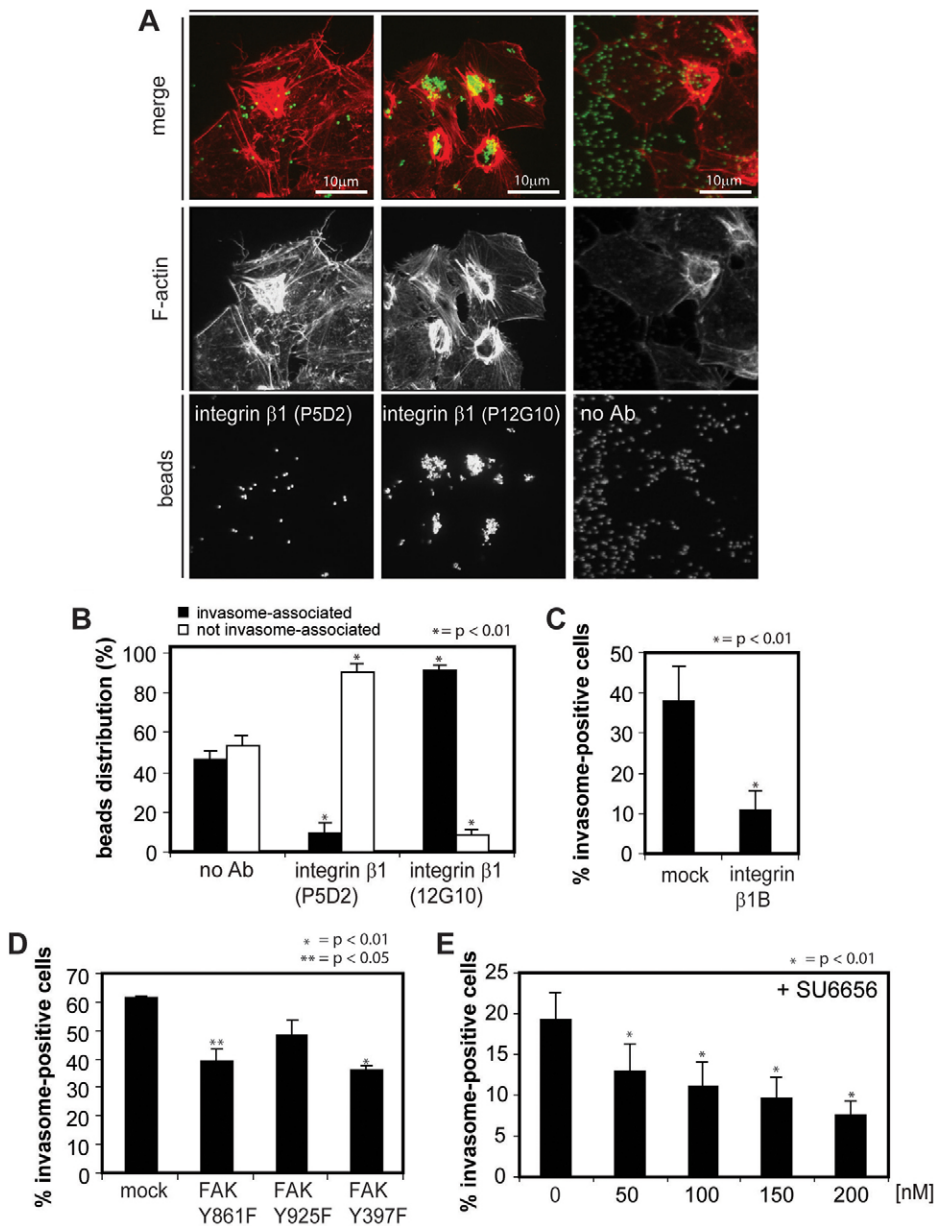 A
merge
10μm
10μm
10μm
F-actin
beads
integrin β1 (P5D2)
integrin β1 (P12G10)
no Ab
B
invasome-associated
not invasome-associated
*= p < 0.01
beads distribution (%)
100
80
60
40
20
0
no Ab
integrin β1
(P5D2)
integrin β1
(12G10)
*
*
*
*
C
*= p < 0.01
% invasome-positive cells
50
40
30
20
10
0
*
mock
integrin
β1B
D
* = p < 0.01
** = p < 0.05
% invasome-positive cells
70
60
50
40
30
20
10
0
**
*
mock
FAK
Y861F
FAK
Y925F
FAK
Y397F
E
* = p < 0.01
+ SU6656
% invasome-positive cells
25
20
15
10
5
0
*
*
*
*
0
50
100
150
200
[nM]